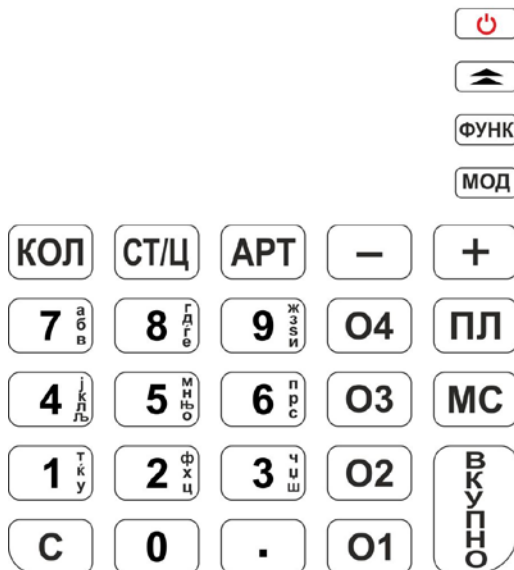 ФУНК
МОД
КОЛ СТ/Ц АРТ − +
7 а б в 8 г д ѓ е 9 ж з ѕ и О4 ПЛ
4 ј к л љ 5 м н њ о 6 п р с О3 МС
1 т ќ у 2 ф х ц 3 ч џ ш О2 ВКУПНО
С 0 . О1